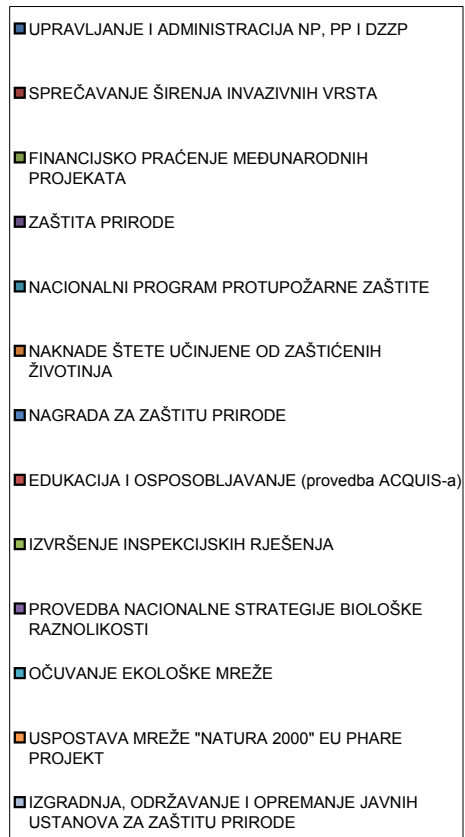 UPRAVLJANJE I ADMINISTRACIJA NP, PP I DZZP
SPREČAVANJE ŠIRENJA INVAZIVNIH VRSTA
FINANCIJSKO PRAĆENJE MEĐUNARODNIH
PROJEKATA
ZAŠTITA PRIRODE
NACIONALNI PROGRAM PROTUPOŽARNE ZAŠTITE
NAKNADE ŠTETE UČINJENE OD ZAŠTIĆENIH
ŽIVOTINJA
NAGRADA ZA ZAŠTITU PRIRODE
EDUKACIJA I OSPOSOBLJAVANJE (provedba ACQUIS-a)
IZVRŠENJE INSPEKCIJSKIH RJEŠENJA
PROVEDBA NACIONALNE STRATEGIJE BIOLOŠKE
RAZNOLIKOSTI
OČUVANJE EKOLOŠKE MREŽE
USPOSTAVA MREŽE "NATURA 2000" EU PHARE
PROJEKT
IZGRADNJA, ODRŽAVANJE I OPREMANJE JAVNIH
USTANOVA ZA ZAŠTITU PRIRODE